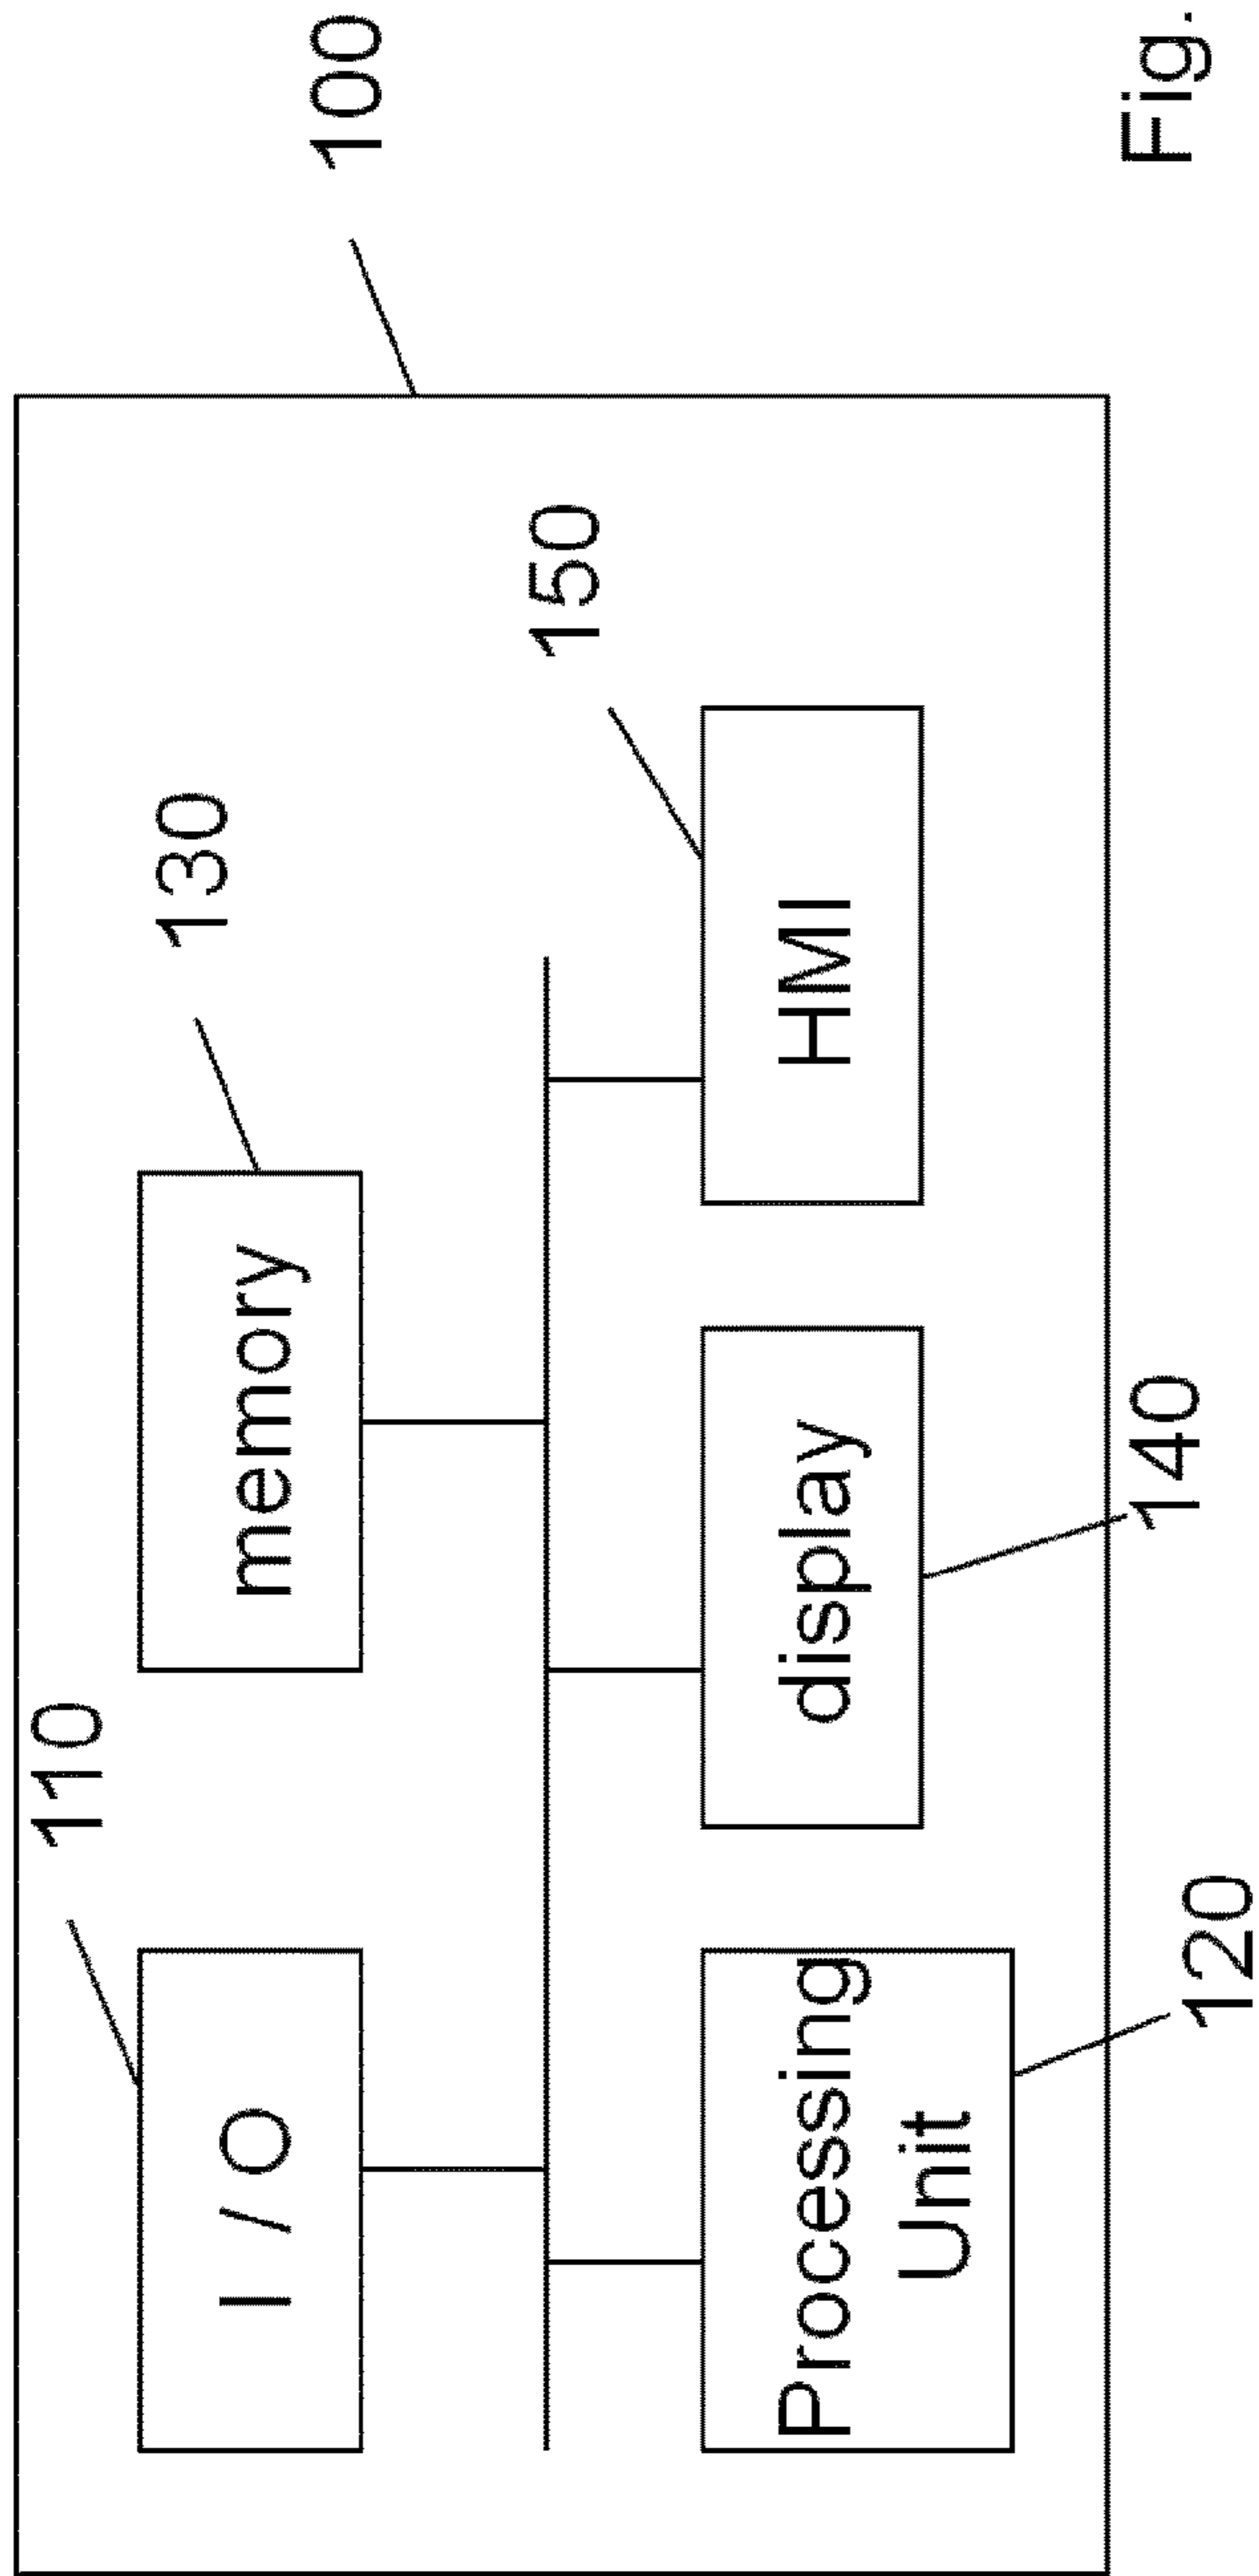 100
110
130
I / O
memory
150
Processing
Unit
display
HMI
120
140
Fig.